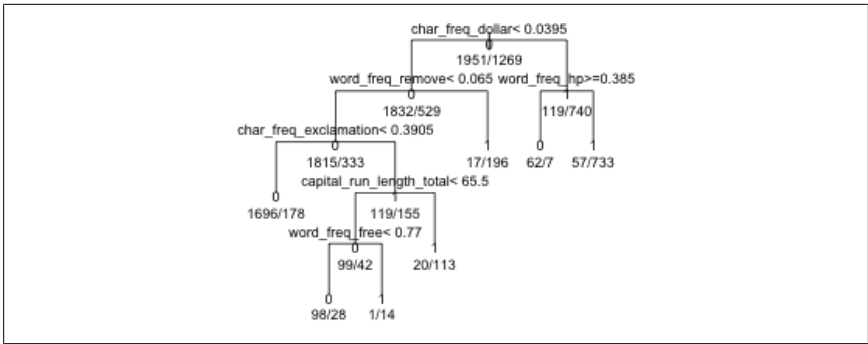 char_freq_dollar< 0.0395
0
1951/1269
word_freq_remove< 0.065 word_freq_hp>=0.385
0 1
1832/529 119/740
char_freq_exclamation< 0.3905
0 1 0 1
1815/333 17/196 62/7 57/733
capital_run_length_total< 65.5
0 1
1696/178 119/155
word_freq_free< 0.77
0 1
99/42 20/113
0 1
98/28 1/14